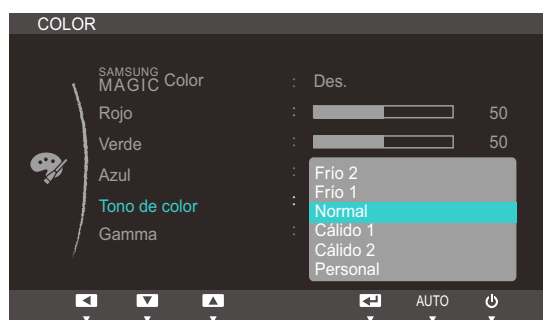 COLOR
SAMSUNG MAGIC Color : Des.
Rojo : 50
Verde : 50
Azul :
Frío 2
Frío 1
Tono de color : Normal
Gamma : Cálido 1
Cálido 2
Personal
AUTO